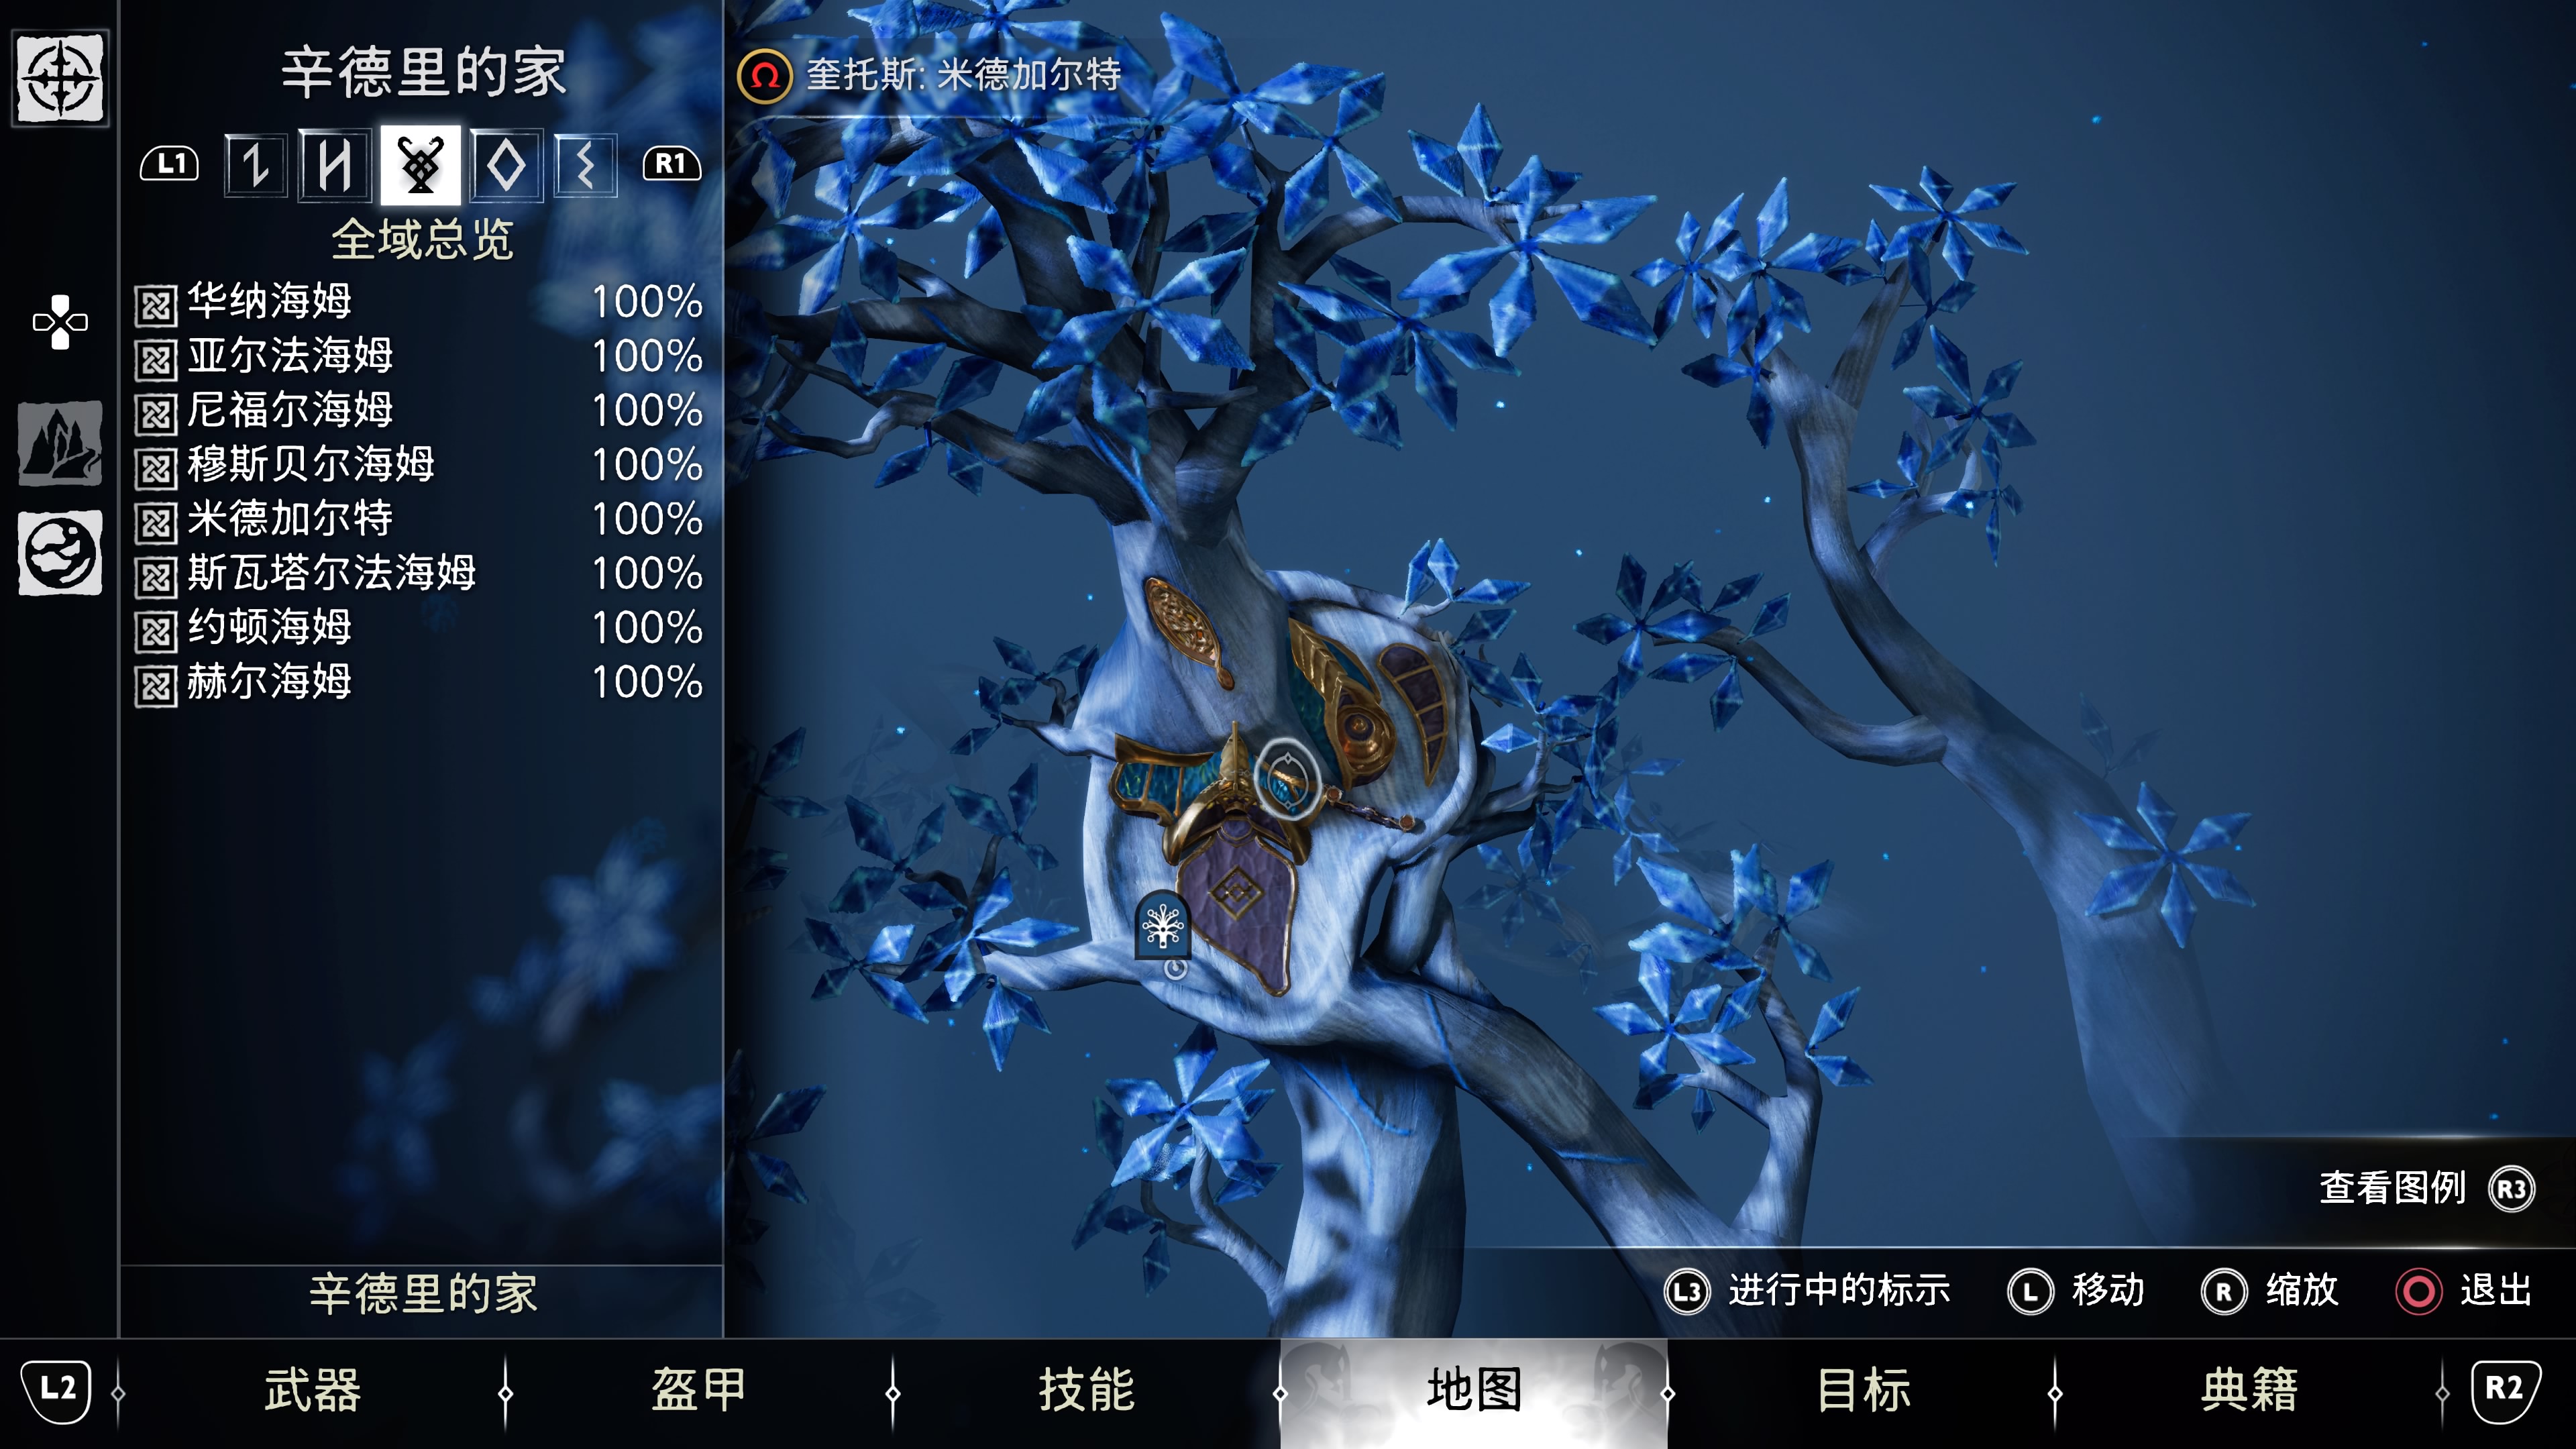 辛德里的家
L1
R1
全域总览
华纳海姆 100%
亚尔法海姆 100%
尼福尔海姆 100%
穆斯贝尔海姆 100%
米德加尔特 100%
斯瓦塔尔法海姆 100%
约顿海姆 100%
赫尔海姆 100%
辛德里的家
Ω 奎托斯: 米德加尔特
查看图例 R3
L3 进行中的标示 L 移动 R 缩放 退出
L2 武器 盔甲 技能 地图 目标 典籍 R2